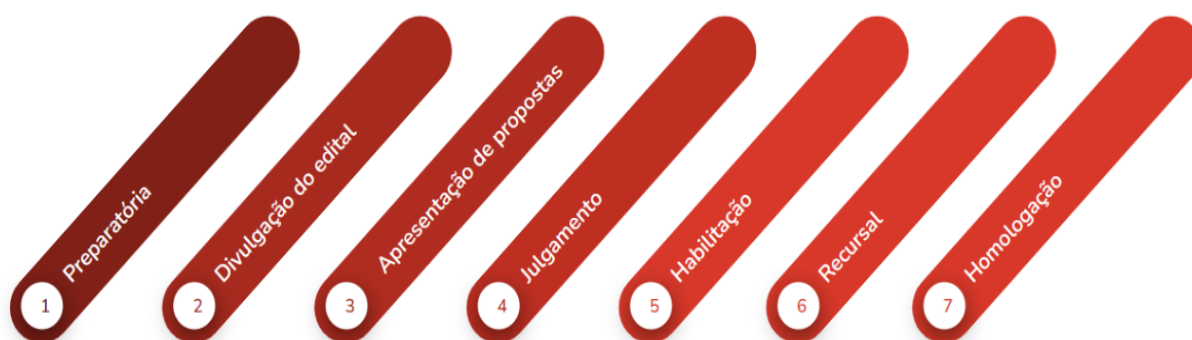 1 Preparatória
2 Divulgação do edital
3 Apresentação de propostas
4 Julgamento
5 Habilitação
6 Recursal
7 Homologação